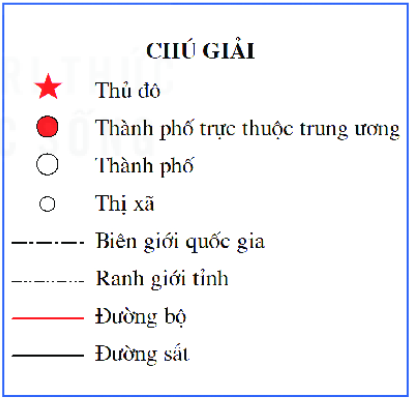 CHÚ GIẢI
Thủ đô
Thành phố trực thuộc trung ương
Thành phố
Thị xã
Biên giới quốc gia
Ranh giới tỉnh
Đường bộ
Đường sắt